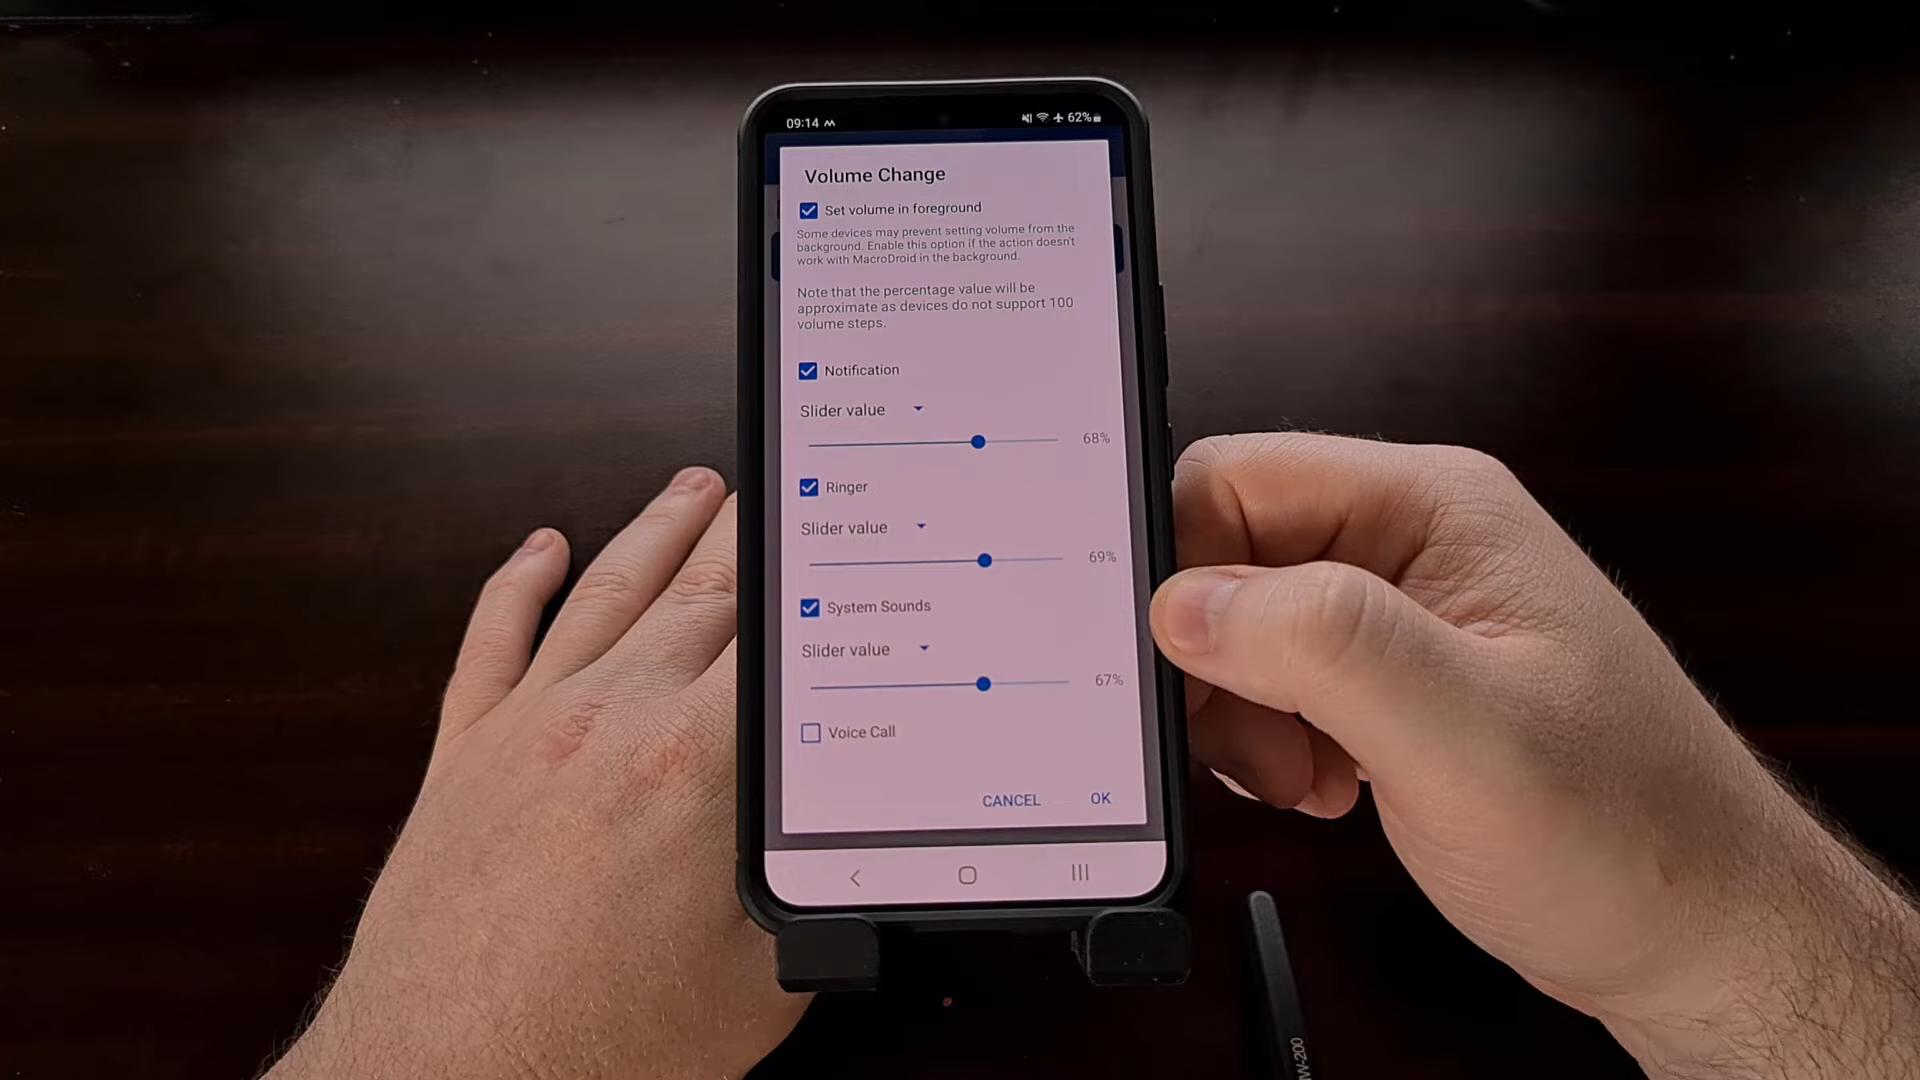 09:14
62%
Volume Change
Set volume in foreground
Some devices may prevent setting volume from the
background. Enable this option if the action doesn't
work with MacroDroid in the background.
Note that the percentage value will be
approximate as devices do not support 100
volume steps.
Notification
Slider value
68%
Ringer
Slider value
69%
System Sounds
Slider value
67%
Voice Call
CANCEL OK